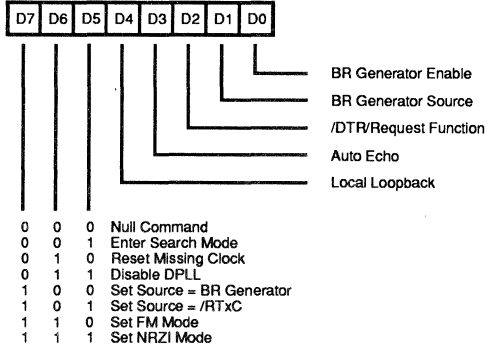 D7 D6 D5 D4 D3 D2 D1 D0
BR Generator Enable
BR Generator Source
/DTR/Request Function
Auto Echo
Local Loopback
0 0 0 Null Command
0 0 1 Enter Search Mode
0 1 0 Reset Missing Clock
0 1 1 Disable DPLL
1 0 0 Set Source = BR Generator
1 0 1 Set Source = /RTxC
1 1 0 Set FM Mode
1 1 1 Set NRZI Mode